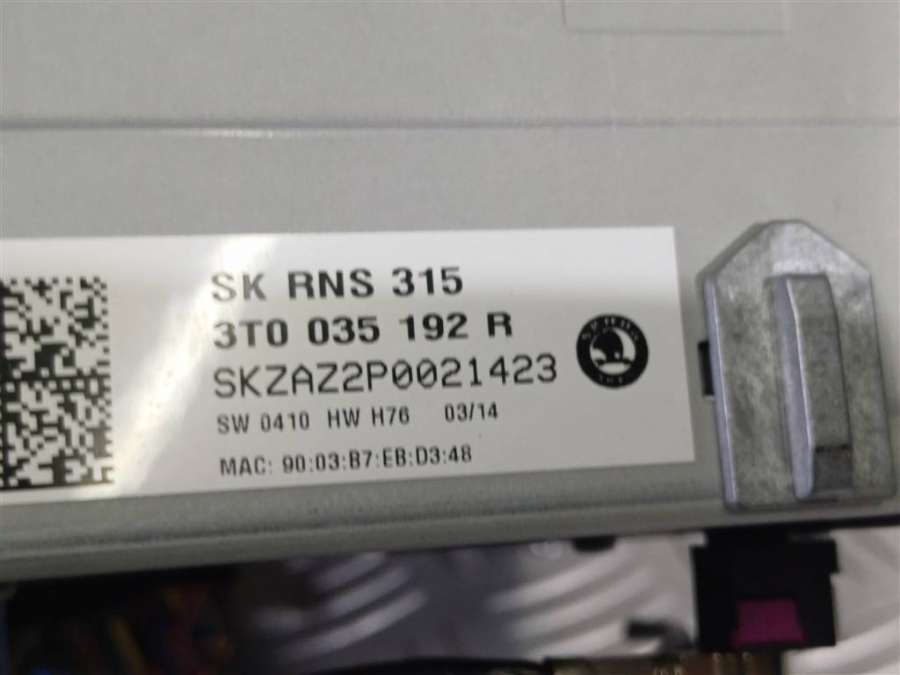 SK RNS 315
3T0 035 192 R
SKZAZ2P0021423
SW 0410 HW H76 03/14
MAC: 90:03:B7:EB:D3:48